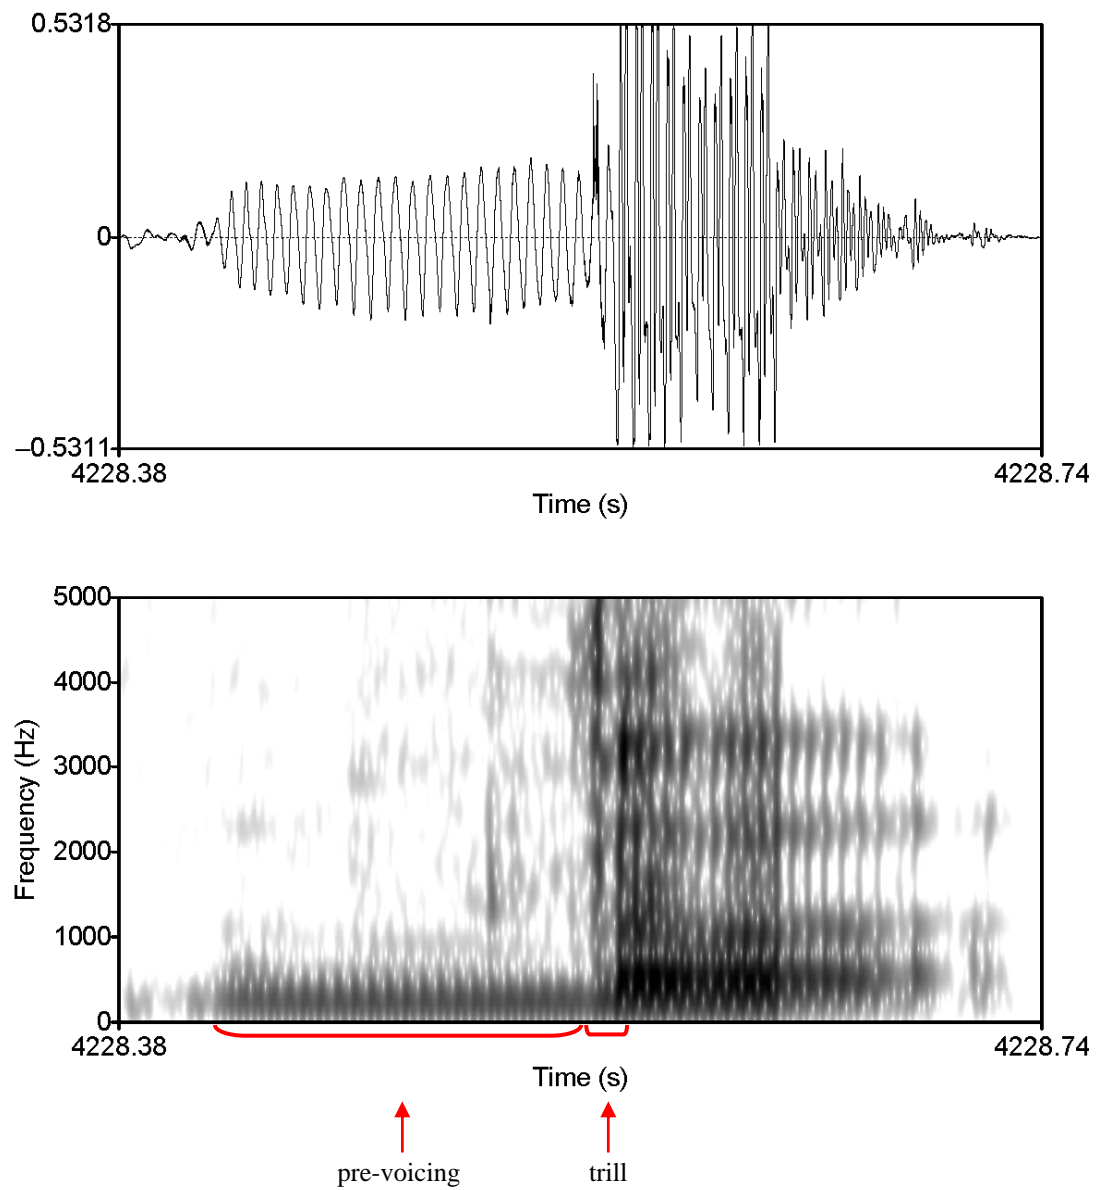 0.5318
0
–0.5311
4228.38 4228.74
Time (s)
5000
4000
3000
2000
1000
0
Frequency (Hz)
4228.38 4228.74
Time (s)
pre-voicing trill